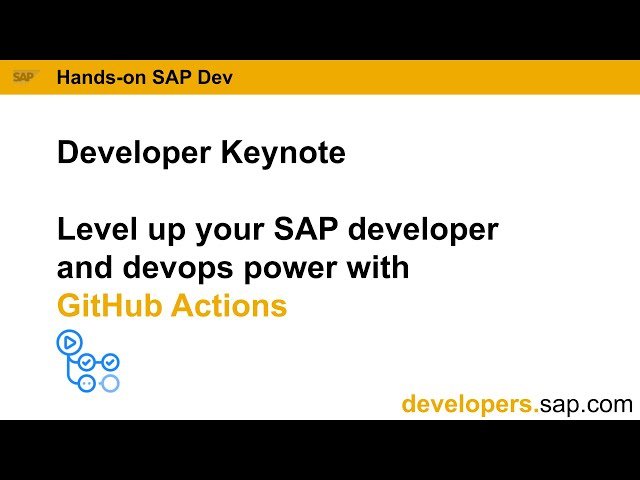 SAP Hands-on SAP Dev
Developer Keynote
Level up your SAP developer
and devops power with
GitHub Actions
developers.sap.com